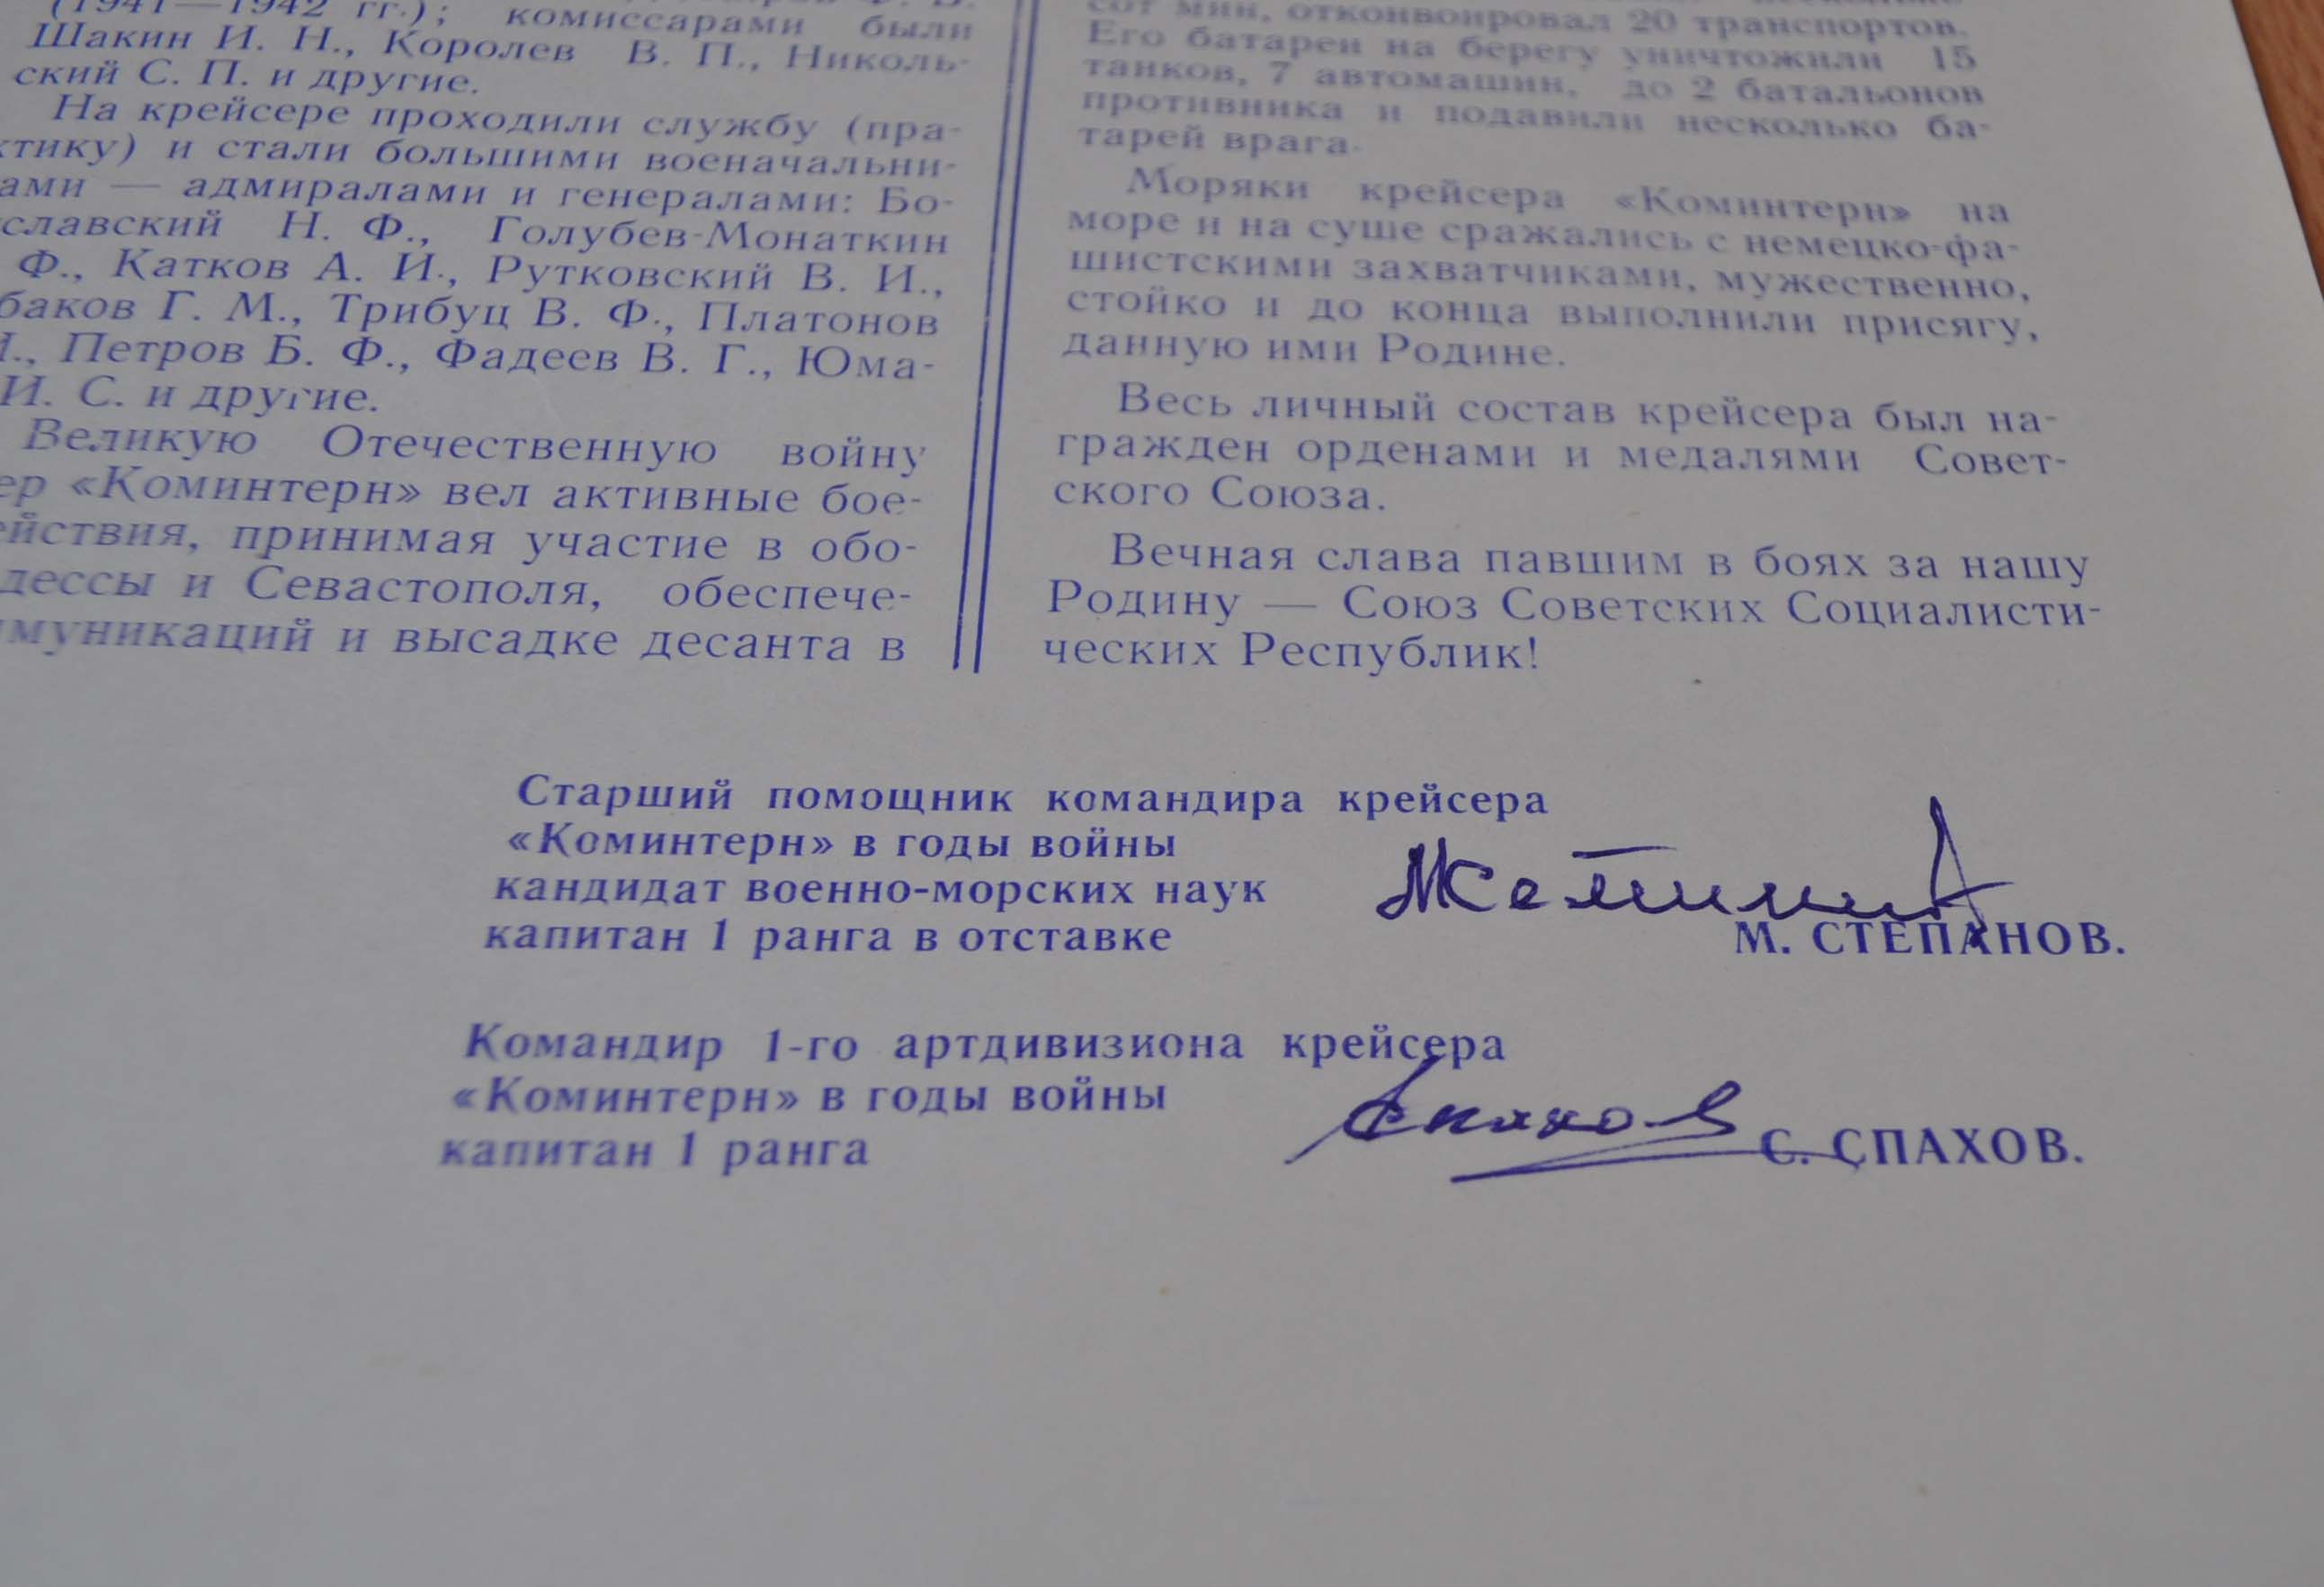 (1941—1942 гг.); комиссарами были
Шакин И. Н., Королев В. П., Николь-
ский С. П. и другие.
На крейсере проходили службу (пра-
ктику) и стали большими военачальни-
ами — адмиралами и генералами: Бо-
славский Н. Ф., Голубев-Монаткин
Ф., Катков А. И., Рутковский В. И.,
баков Г. М., Трибуц В. Ф., Платонов
И., Петров Б. Ф., Фадеев В. Г., Юма-
И. С. и другие.
Великую Отечественную войну
ер «Коминтерн» вел активные бое-
ействия, принимая участие в обо-
дессы и Севастополя, обеспече-
муникаций и высадке десанта в
сот мин, отконвоировал 20 транспортов.
Его батареи на берегу уничтожили 15
танков, 7 автомашин, до 2 батальонов
противника и подавили несколько ба-
тарей врага.
Моряки крейсера «Коминтерн» на
море и на суше сражались с немецко-фа-
шистскими захватчиками, мужественно,
стойко и до конца выполнили присягу,
данную ими Родине.
Весь личный состав крейсера был на-
гражден орденами и медалями Совет-
ского Союза.
Вечная слава павшим в боях за нашу
Родину — Союз Советских Социалисти-
ческих Республик!
Старший помощник командира крейсера
«Коминтерн» в годы войны
кандидат военно-морских наук
капитан 1 ранга в отставке
М. СТЕПАНОВ.
Командир 1-го артдивизиона крейсера
«Коминтерн» в годы войны
Спахов
капитан 1 ранга С. СПАХОВ.